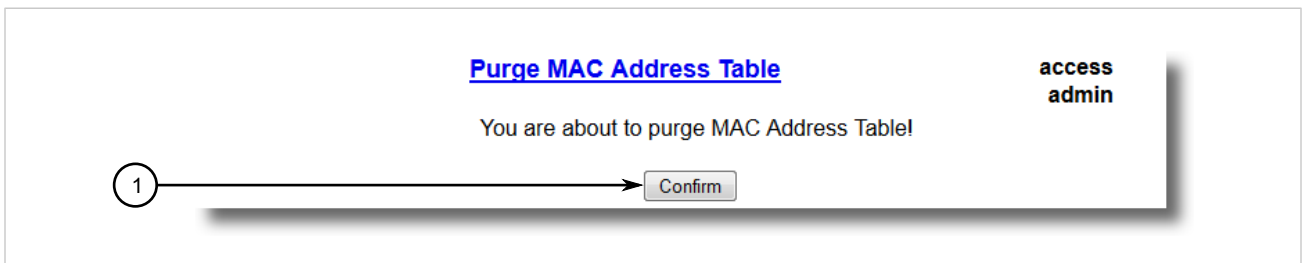 Purge MAC Address Table
access
admin
You are about to purge MAC Address Table!
1
Confirm